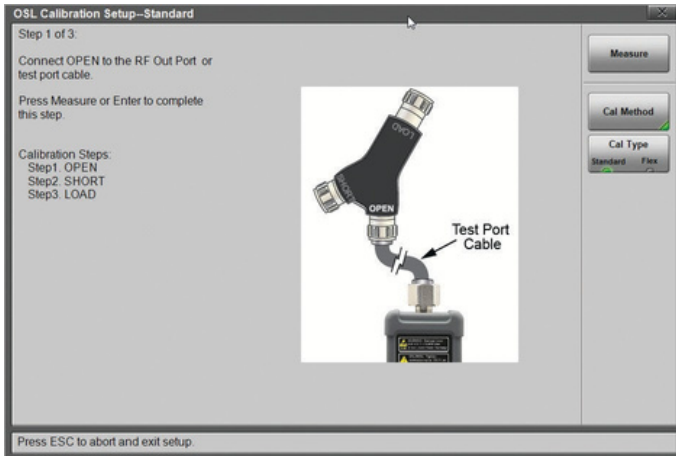 OSL Calibration Setup--Standard
Step 1 of 3:
Connect OPEN to the RF Out Port or
test port cable.
Press Measure or Enter to complete
this step.
Calibration Steps:
Step1. OPEN
Step2. SHORT
Step3. LOAD
LOAD
SHORT
OPEN
Test Port
Cable
Measure
Cal Method
Cal Type
Standard Flex
Press ESC to abort and exit setup.